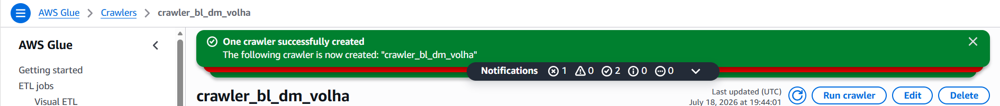 AWS Glue > Crawlers > crawler_bl_dm_volha
AWS Glue
Getting started
ETL jobs
Visual ETL
One crawler successfully created
The following crawler is now created: "crawler_bl_dm_volha"
Notifications 1 0 2 0 0
crawler_bl_dm_volha
Last updated (UTC)
July 18, 2026 at 19:44:01
Run crawler
Edit
Delete